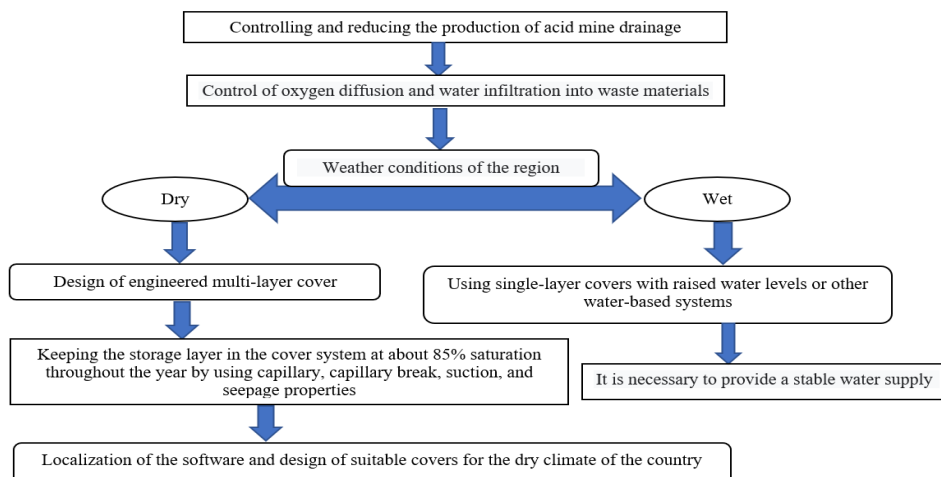 Controlling and reducing the production of acid mine drainage
Control of oxygen diffusion and water infiltration into waste materials
Weather conditions of the region
Dry
Wet
Design of engineered multi-layer cover
Using single-layer covers with raised water levels or other
water-based systems
Keeping the storage layer in the cover system at about 85% saturation
throughout the year by using capillary, capillary break, suction, and
seepage properties
It is necessary to provide a stable water supply
Localization of the software and design of suitable covers for the dry climate of the country